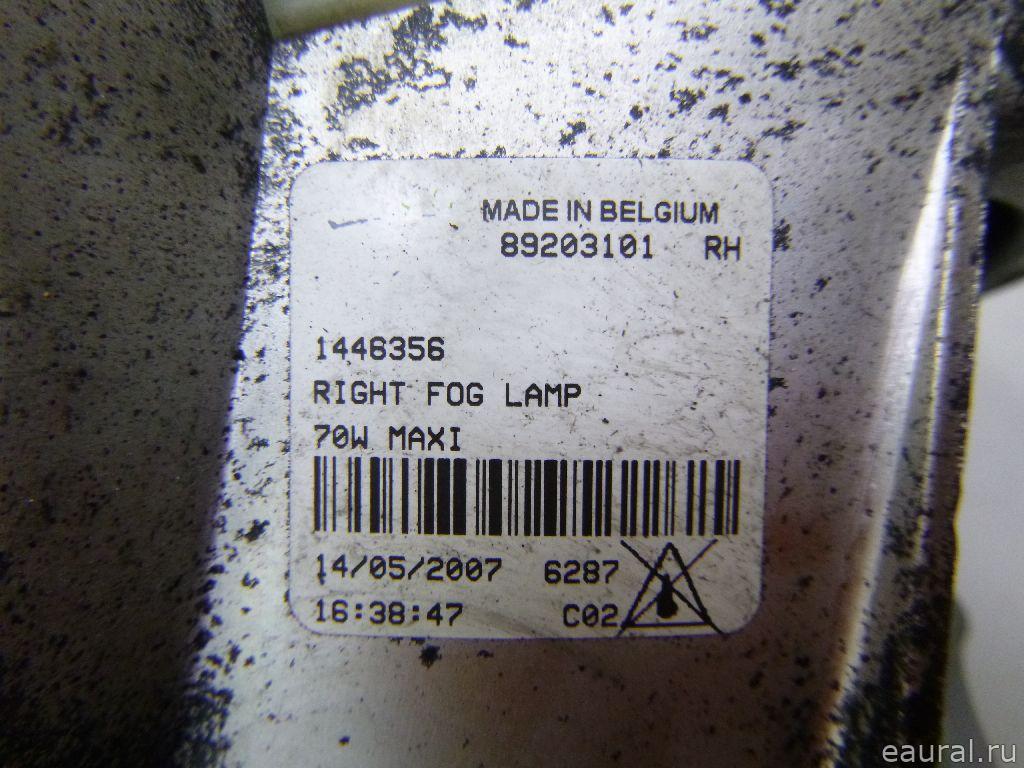 MADE IN BELGIUM
89203101 RH
1446356
RIGHT FOG LAMP
70W MAXI
14/05/2007 6287
16:38:47 C02
eaural.ru